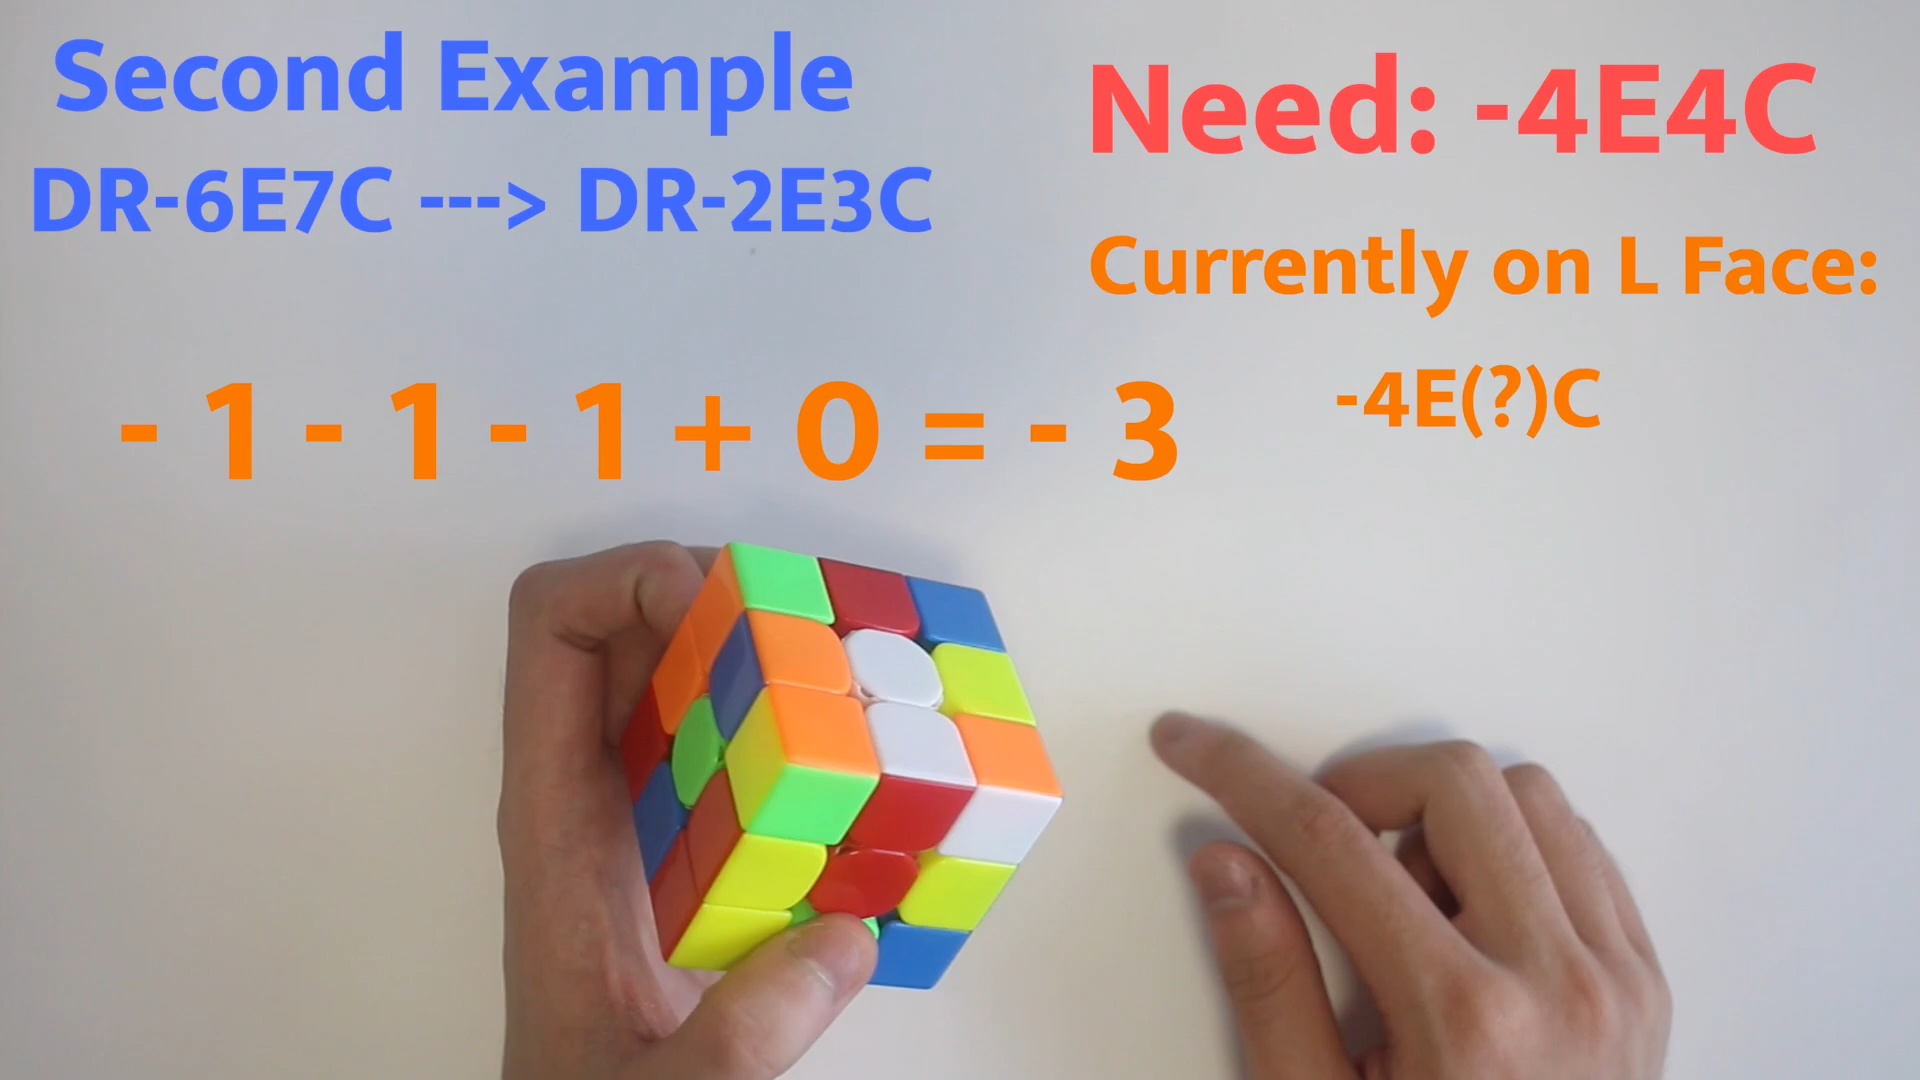 Second Example
DR-6E7C ---> DR-2E3C
Need: -4E4C
Currently on L Face:
-4E(?)C
- 1 - 1 - 1 + 0 = - 3